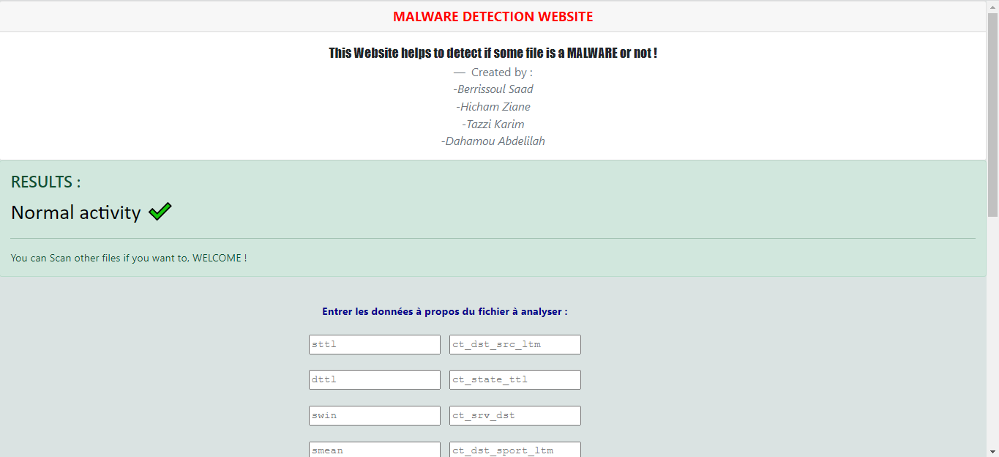 MALWARE DETECTION WEBSITE
This Website helps to detect if some file is a MALWARE or not !
— Created by :
-Berrissoul Saad
-Hicham Ziane
-Tazzi Karim
-Dahamou Abdelilah
RESULTS :
Normal activity
You can Scan other files if you want to, WELCOME !
Entrer les données à propos du fichier à analyser :
sttl ct_dst_src_ltm
dttl ct_state_ttl
swin ct_srv_dst
smean ct_dst_sport_ltm